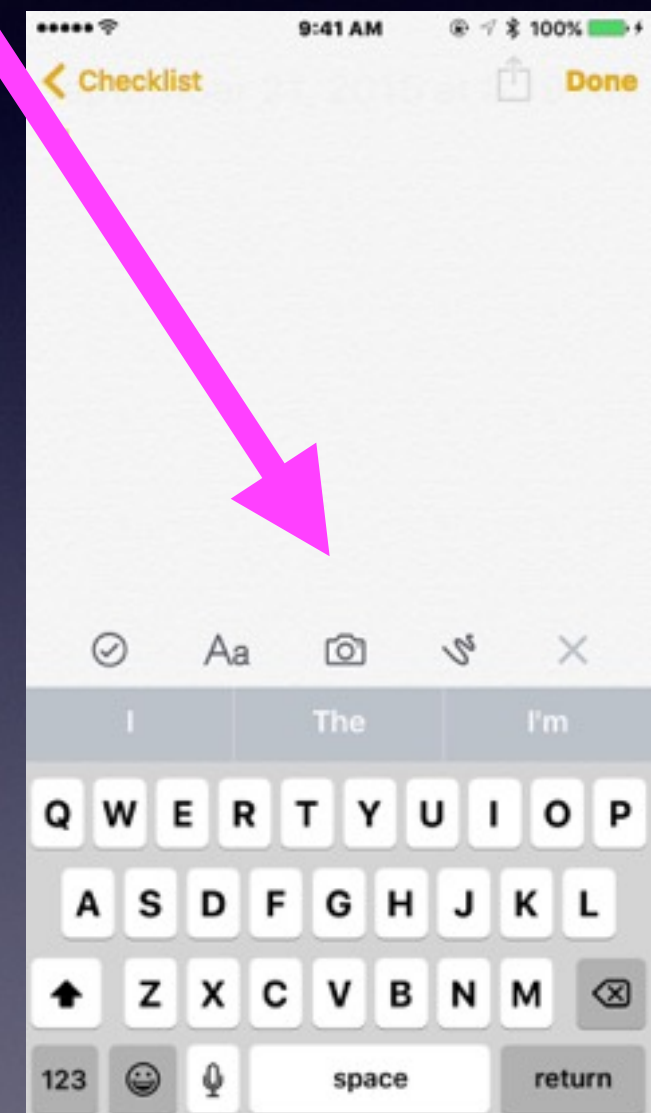 9:41 AM 100%
Checklist Done
Aa
I The I'm
Q W E R T Y U I O P
A S D F G H J K L
Z X C V B N M
123 space return